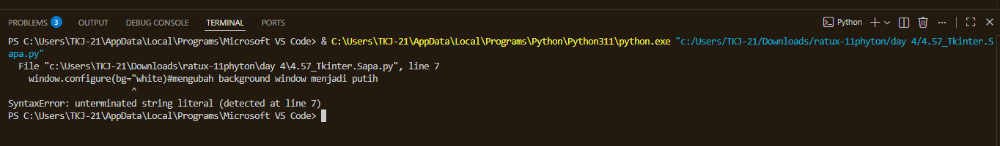 PROBLEMS 3 OUTPUT DEBUG CONSOLE TERMINAL PORTS Python
PS C:\Users\TKJ-21\AppData\Local\Programs\Microsoft VS Code> & C:\Users\TKJ-21\AppData\Local\Programs\Python\Python311\python.exe "c:/Users/TKJ-21/Downloads/ratux-11phyton/day 4/4.57_Tkinter.S
apa.py"
File "c:\Users\TKJ-21\Downloads\ratux-11phyton\day 4\4.57_Tkinter.Sapa.py", line 7
window.configure(bg="white)#mengubah background window menjadi putih
^
SyntaxError: unterminated string literal (detected at line 7)
PS C:\Users\TKJ-21\AppData\Local\Programs\Microsoft VS Code>